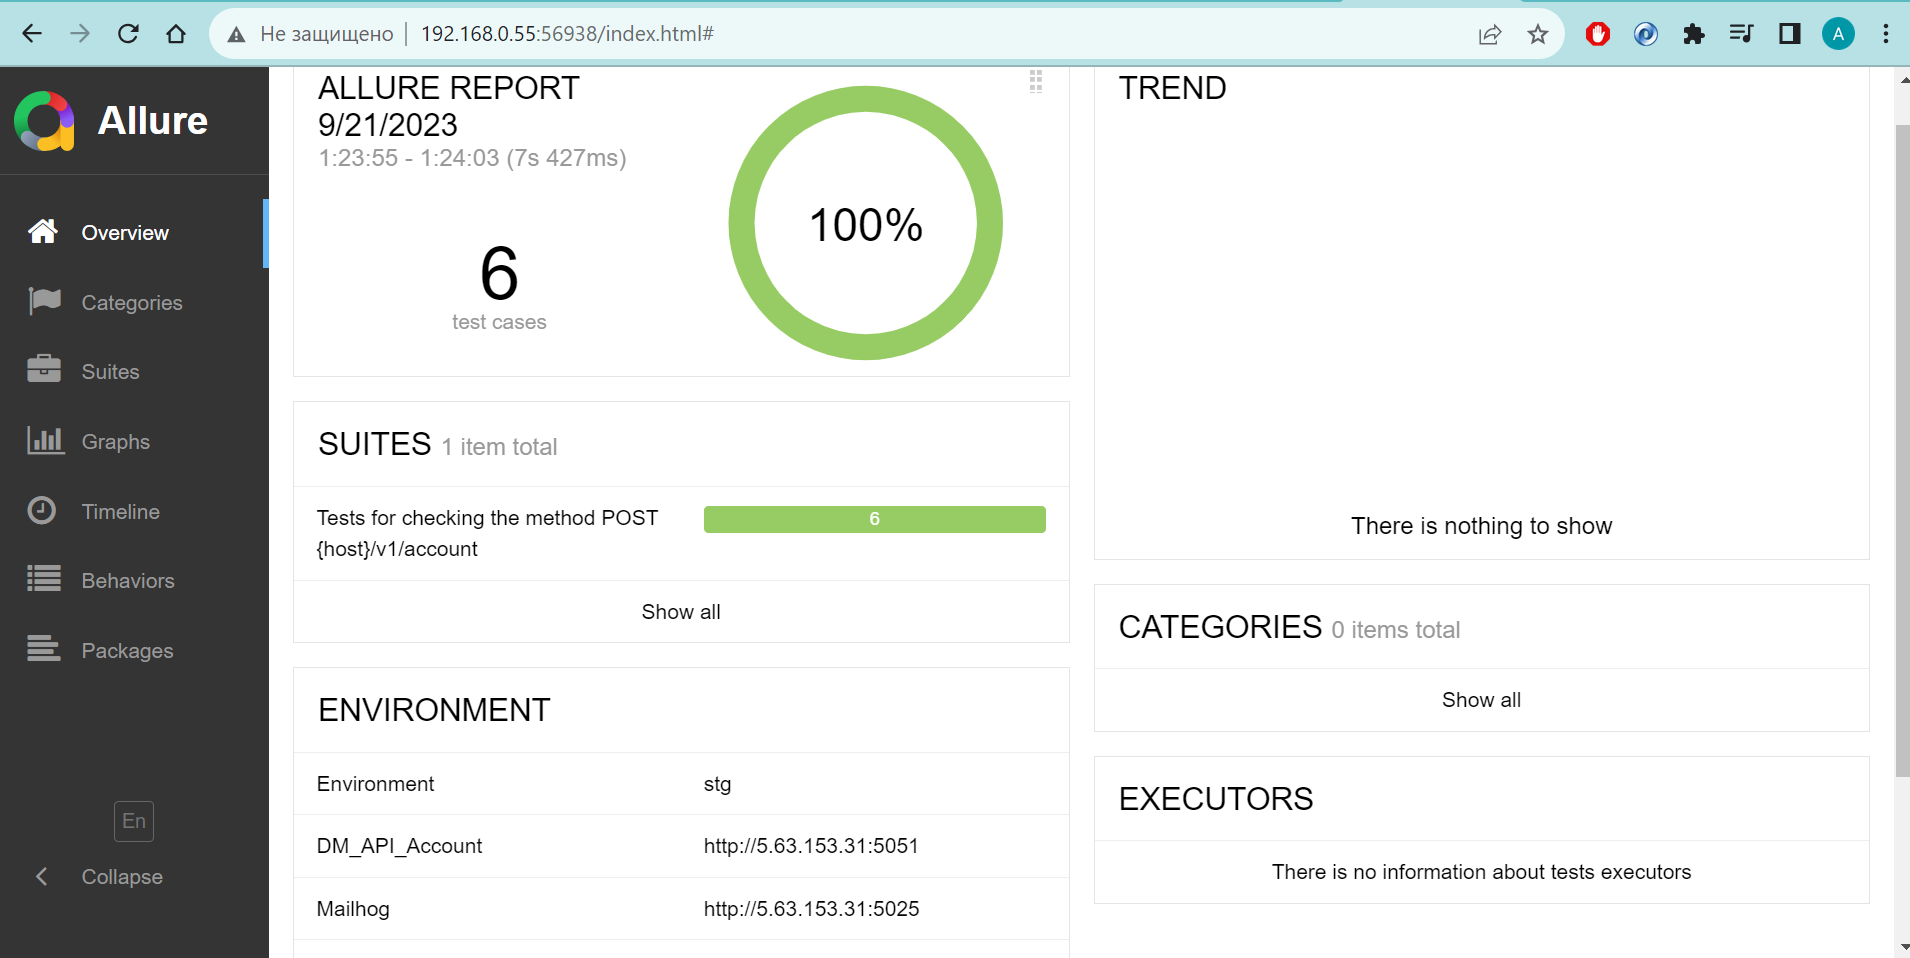 Не защищено
192.168.0.55:56938/index.html#
A
Allure
Overview
Categories
Suites
Graphs
Timeline
Behaviors
Packages
En
Collapse
ALLURE REPORT
9/21/2023
1:23:55 - 1:24:03 (7s 427ms)
6
test cases
100%
SUITES 1 item total
Tests for checking the method POST
{host}/v1/account
6
Show all
ENVIRONMENT
Environment stg
DM_API_Account http://5.63.153.31:5051
Mailhog http://5.63.153.31:5025
TREND
There is nothing to show
CATEGORIES 0 items total
Show all
EXECUTORS
There is no information about tests executors